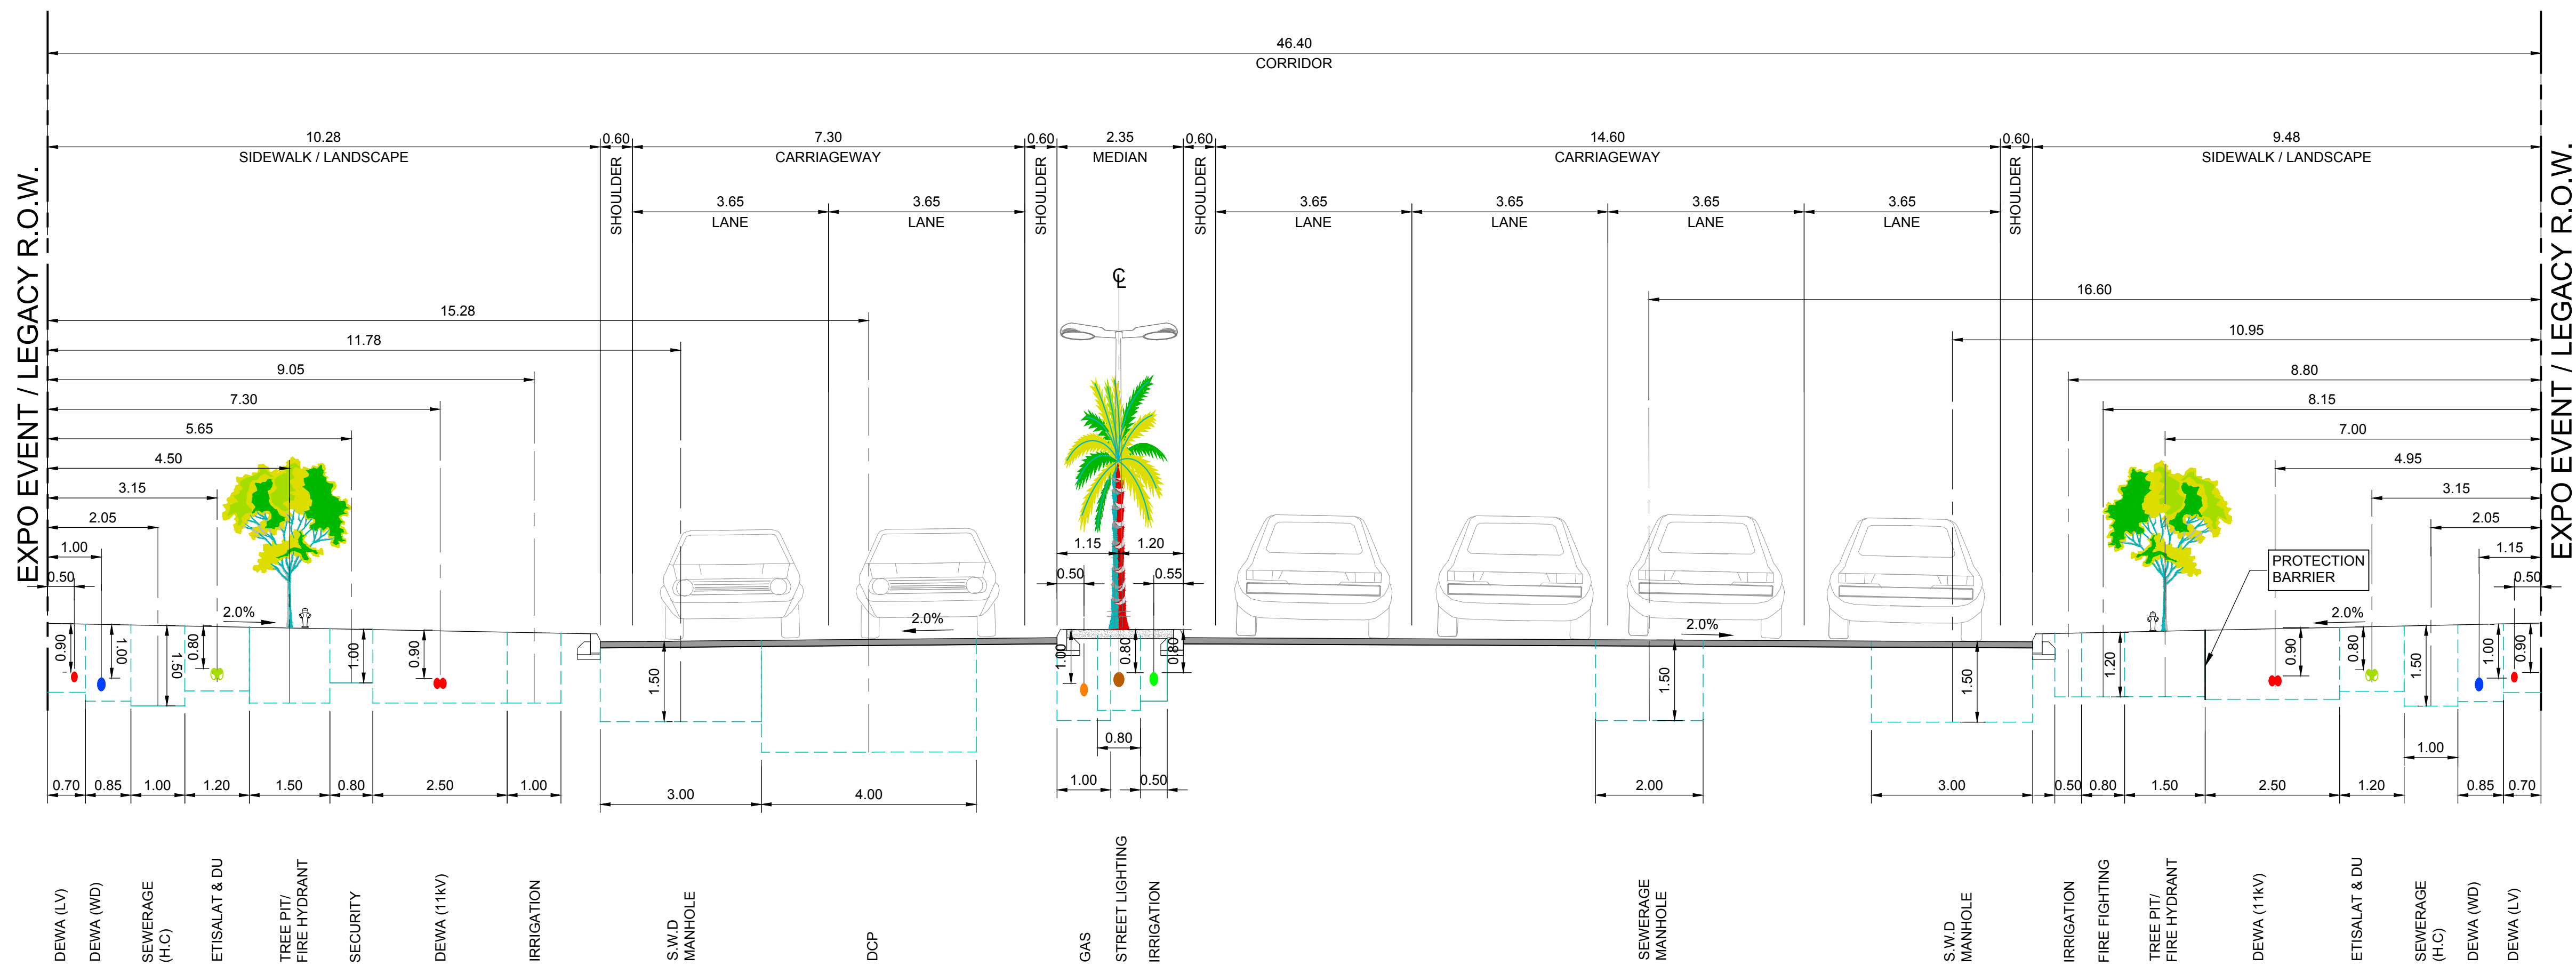 46.40
CORRIDOR
10.28
0.60
7.30
0.60
2.35
0.60
14.60
0.60
9.48
SIDEWALK / LANDSCAPE
SHOULDER
CARRIAGEWAY
SHOULDER
MEDIAN
SHOULDER
CARRIAGEWAY
SHOULDER
SIDEWALK / LANDSCAPE
EXPO EVENT / LEGACY R.O.W.
EXPO EVENT / LEGACY R.O.W.
3.65
3.65
3.65
3.65
3.65
3.65
LANE
LANE
LANE
LANE
LANE
LANE
℄
15.28
11.78
9.05
7.30
5.65
4.50
3.15
2.05
1.00
0.50
16.60
10.95
8.80
8.15
7.00
4.95
3.15
2.05
1.15
0.50
1.15
1.20
0.50
0.55
PROTECTION
BARRIER
2.0%
2.0%
2.0%
2.0%
0.90
1.00
1.50
0.80
1.00
0.90
1.50
1.00
0.80
0.80
1.50
1.50
1.20
0.90
0.80
1.50
1.00
0.90
0.80
1.00
0.50
1.00
0.70
0.85
1.00
1.20
1.50
0.80
2.50
1.00
3.00
4.00
2.00
3.00
0.50
0.80
1.50
2.50
1.20
0.85
0.70
DEWA (LV)
DEWA (WD)
SEWERAGE
(H.C)
ETISALAT & DU
TREE PIT/
FIRE HYDRANT
SECURITY
DEWA (11kV)
IRRIGATION
S.W.D
MANHOLE
DCP
GAS
STREET LIGHTING
IRRIGATION
SEWERAGE
MANHOLE
S.W.D
MANHOLE
IRRIGATION
FIRE FIGHTING
TREE PIT/
FIRE HYDRANT
DEWA (11kV)
ETISALAT & DU
SEWERAGE
(H.C)
DEWA (WD)
DEWA (LV)